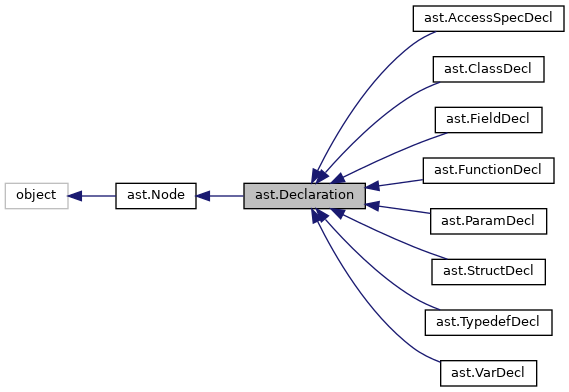 object
ast.Node
ast.Declaration
ast.AccessSpecDecl
ast.ClassDecl
ast.FieldDecl
ast.FunctionDecl
ast.ParamDecl
ast.StructDecl
ast.TypedefDecl
ast.VarDecl